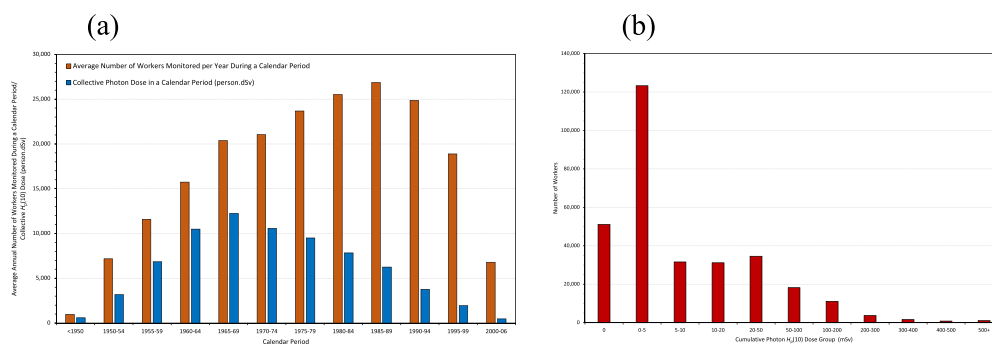 (a)
30,000
25,000
20,000
15,000
10,000
5,000
0
Average Annual Number of Workers Monitored During a Calendar Period/
Collective Hp(10) Dose (person.dSv)
Average Number of Workers Monitored per Year During a Calendar Period
Collective Photon Dose in a Calendar Period (person.dSv)
<1950 1950-54 1955-59 1960-64 1965-69 1970-74 1975-79 1980-84 1985-89 1990-94 1995-99 2000-06
Calendar Period
(b)
140,000
120,000
100,000
80,000
60,000
40,000
20,000
0
Number of Workers
0 0-5 5-10 10-20 20-50 50-100 100-200 200-300 300-400 400-500 500+
Cumulative Photon Hp(10) Dose Group (mSv)